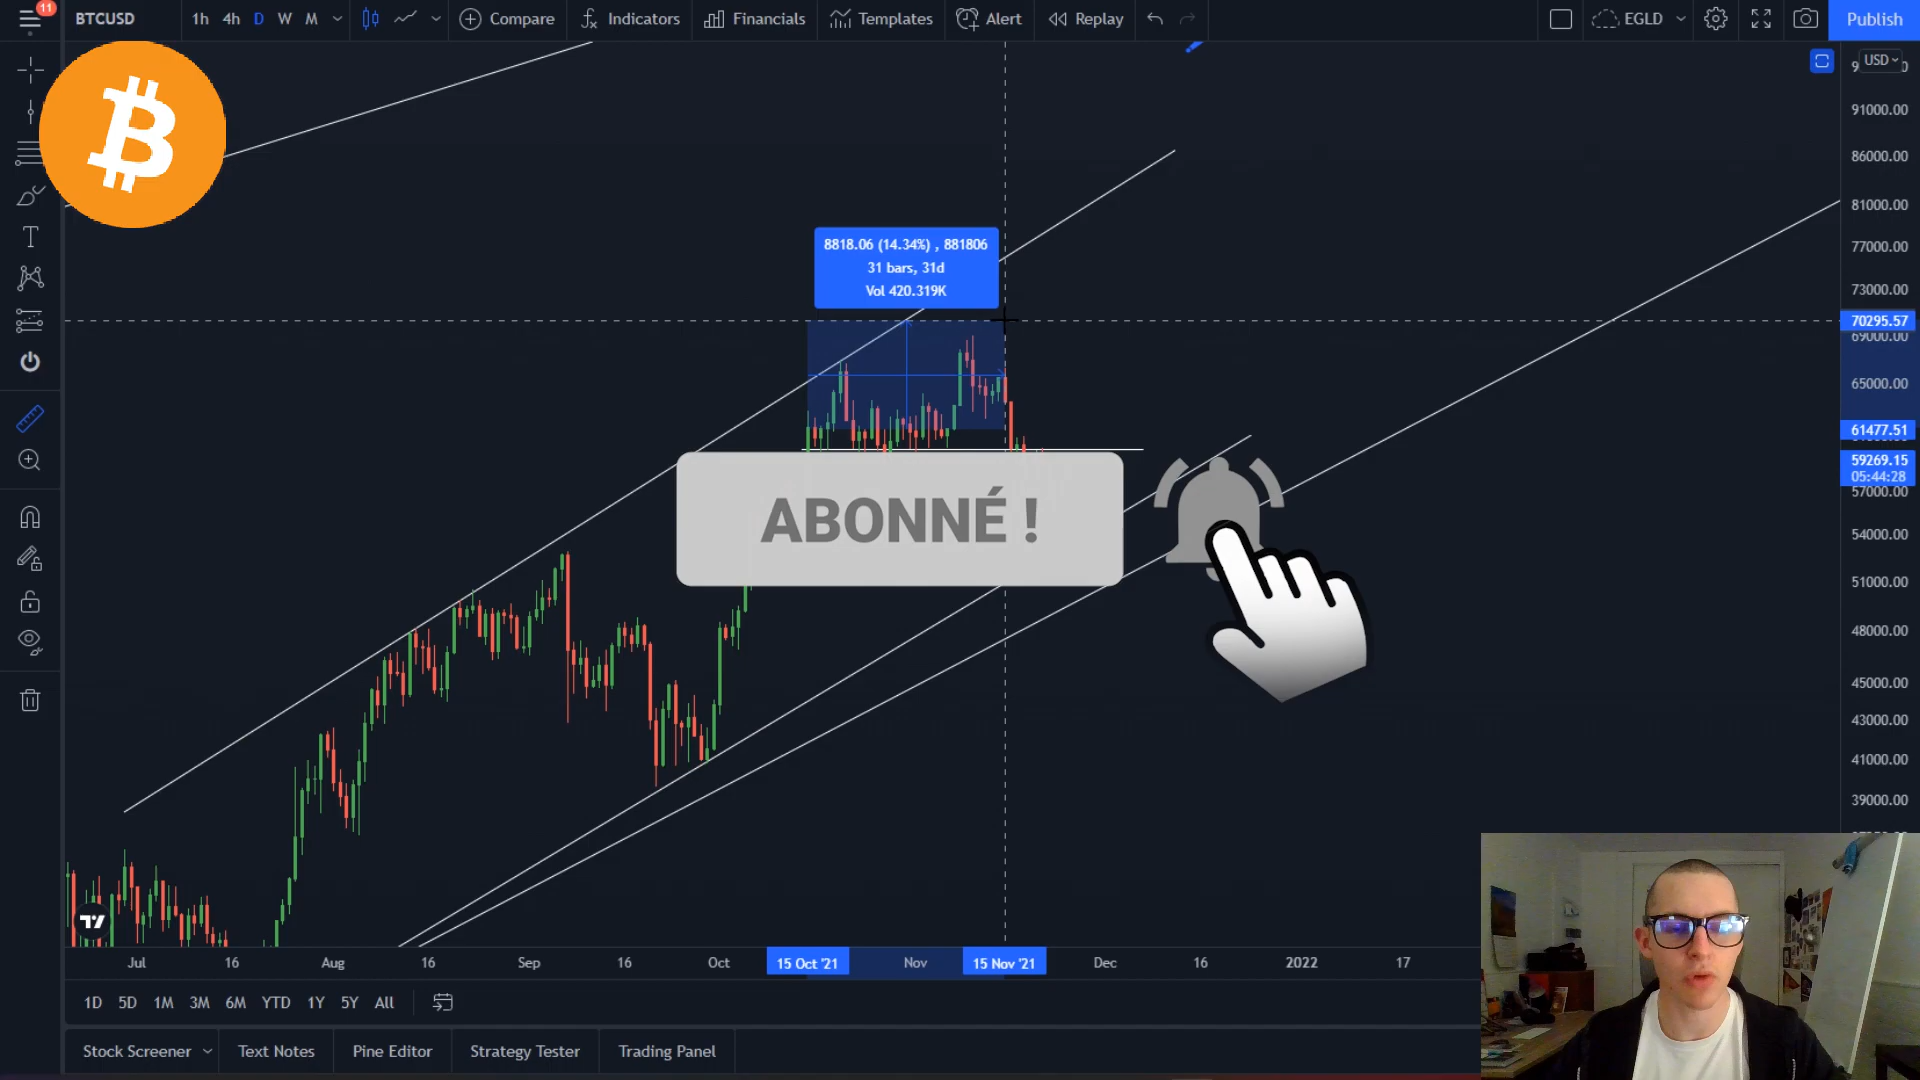 11
BTCUSD
1h 4h D W M
Compare
Indicators
Financials
Templates
Alert
Replay
EGLD
Publish
USD
91000.00
86000.00
81000.00
77000.00
73000.00
70295.57
69000.00
65000.00
61477.51
59269.15
05:44:28
57000.00
54000.00
51000.00
48000.00
45000.00
43000.00
41000.00
39000.00
8818.06 (14.34%) , 881806
31 bars, 31d
Vol 420.319K
ABONNÉ !
Jul 16 Aug 16 Sep 16 Oct 15 Oct '21 Nov 15 Nov '21 Dec 16 2022 17
1D 5D 1M 3M 6M YTD 1Y 5Y All
Stock Screener Text Notes Pine Editor Strategy Tester Trading Panel